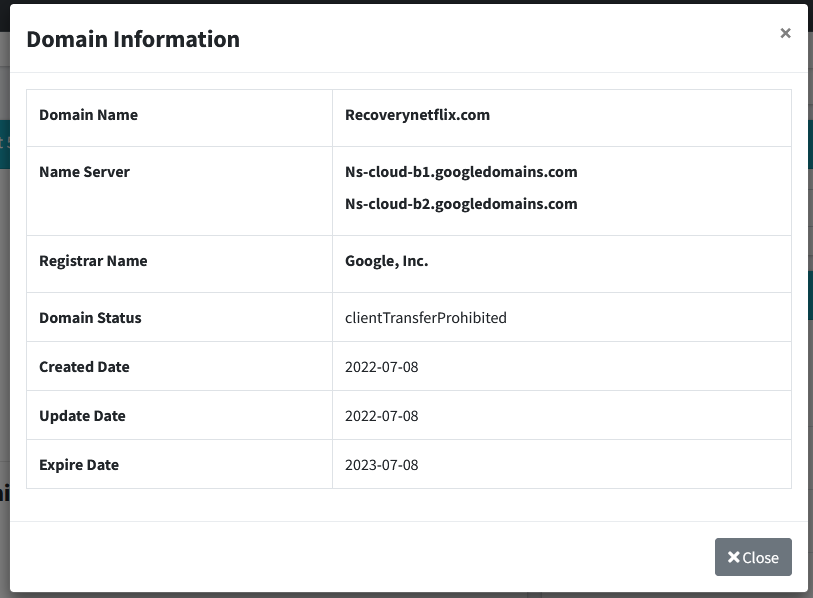 Domain Information
×
Domain Name Recoverynetflix.com
Name Server Ns-cloud-b1.googledomains.com
Ns-cloud-b2.googledomains.com
Registrar Name Google, Inc.
Domain Status clientTransferProhibited
Created Date 2022-07-08
Update Date 2022-07-08
Expire Date 2023-07-08
×Close